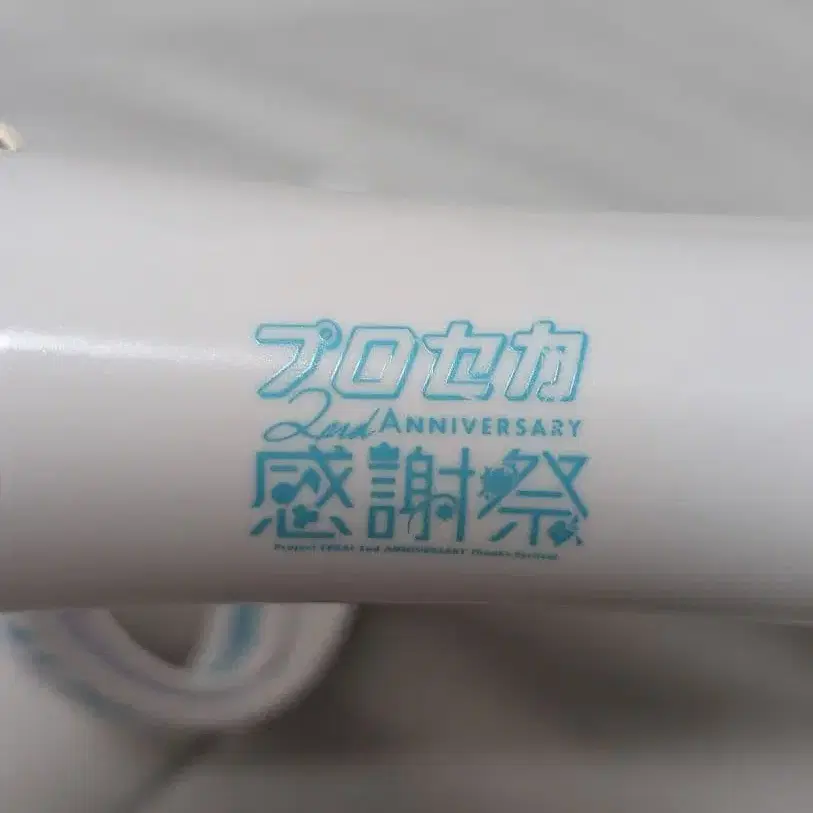 プロセカ
2nd ANNIVERSARY
感謝祭
Project SEKAI 2nd ANNIVERSARY Thanks Festival